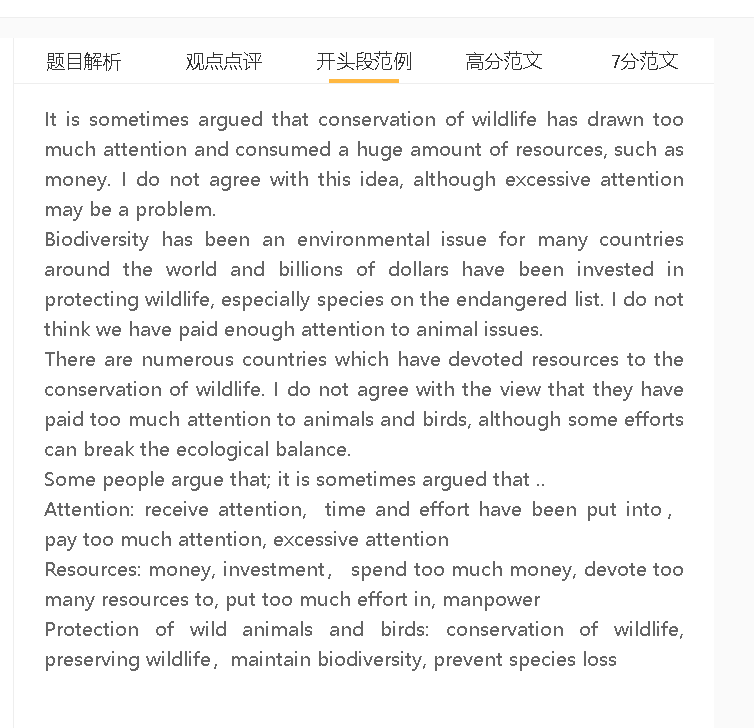 题目解析 观点点评 开头段范例 高分范文 7分范文
It is sometimes argued that conservation of wildlife has drawn too
much attention and consumed a huge amount of resources, such as
money. I do not agree with this idea, although excessive attention
may be a problem.
Biodiversity has been an environmental issue for many countries
around the world and billions of dollars have been invested in
protecting wildlife, especially species on the endangered list. I do not
think we have paid enough attention to animal issues.
There are numerous countries which have devoted resources to the
conservation of wildlife. I do not agree with the view that they have
paid too much attention to animals and birds, although some efforts
can break the ecological balance.
Some people argue that; it is sometimes argued that ..
Attention: receive attention, time and effort have been put into，
pay too much attention, excessive attention
Resources: money, investment， spend too much money, devote too
many resources to, put too much effort in, manpower
Protection of wild animals and birds: conservation of wildlife,
preserving wildlife，maintain biodiversity, prevent species loss